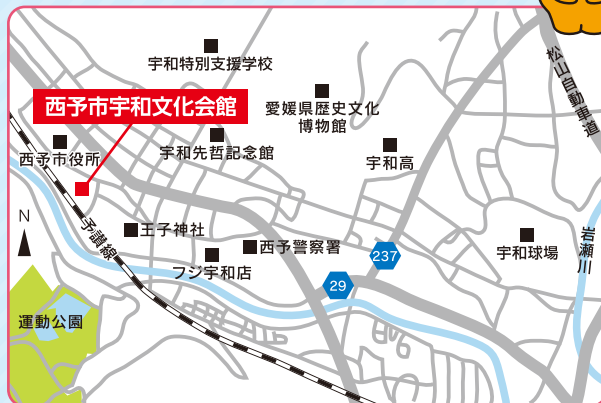 宇和特別支援学校
松山自動車道
西予市宇和文化会館
愛媛県歴史文化
博物館
西予市役所
宇和先哲記念館
宇和高
N
予讃線
王子神社
西予警察署
237
宇和球場
岩瀬川
フジ宇和店
29
運動公園